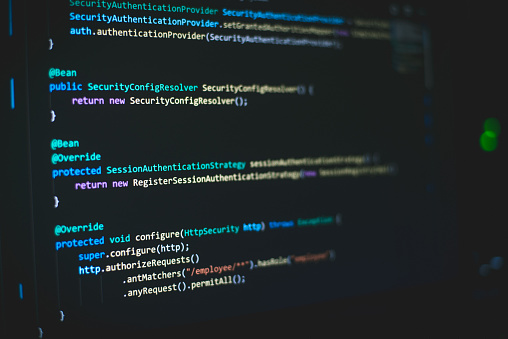 SecurityAuthenticationProvider SecurityAuthenticationProvider
SecurityAuthenticationProvider.setGrantedAuthoritiesMapper(new
auth.authenticationProvider(SecurityAuthenticationProvider);
}
@Bean
public SecurityConfigResolver SecurityConfigResolver() {
return new SecurityConfigResolver();
}
@Bean
@Override
protected SessionAuthenticationStrategy sessionAuthenticationStrategy() {
return new RegisterSessionAuthenticationStrategy(new SessionRegistryImpl());
}
@Override
protected void configure(HttpSecurity http) throws Exception {
super.configure(http);
http.authorizeRequests()
.antMatchers("/employee/**").hasRole("employee")
.anyRequest().permitAll();
}
}